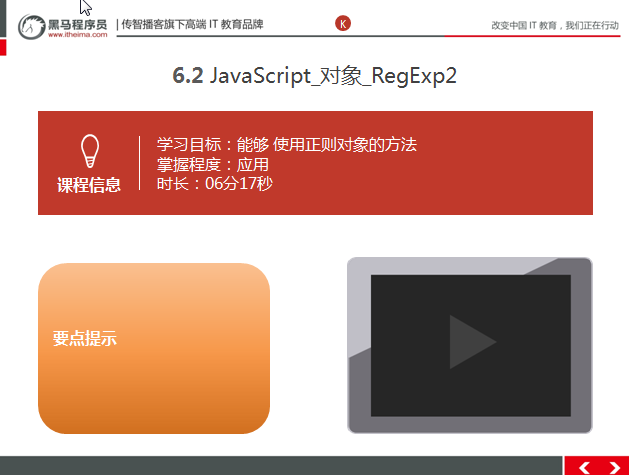 黑马程序员
www.itheima.com
传智播客旗下高端 IT 教育品牌
K
改变中国 IT 教育，我们正在行动
6.2 JavaScript_对象_RegExp2
课程信息
学习目标：能够 使用正则对象的方法
掌握程度：应用
时长：06分17秒
要点提示